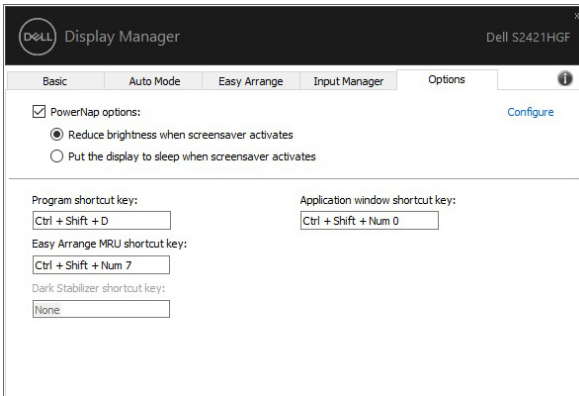 DELL Display Manager Dell S2421HGF
Basic Auto Mode Easy Arrange Input Manager Options
PowerNap options: Configure
Reduce brightness when screensaver activates
Put the display to sleep when screensaver activates
Program shortcut key: Application window shortcut key:
Ctrl + Shift + D Ctrl + Shift + Num 0
Easy Arrange MRU shortcut key:
Ctrl + Shift + Num 7
Dark Stabilizer shortcut key:
None